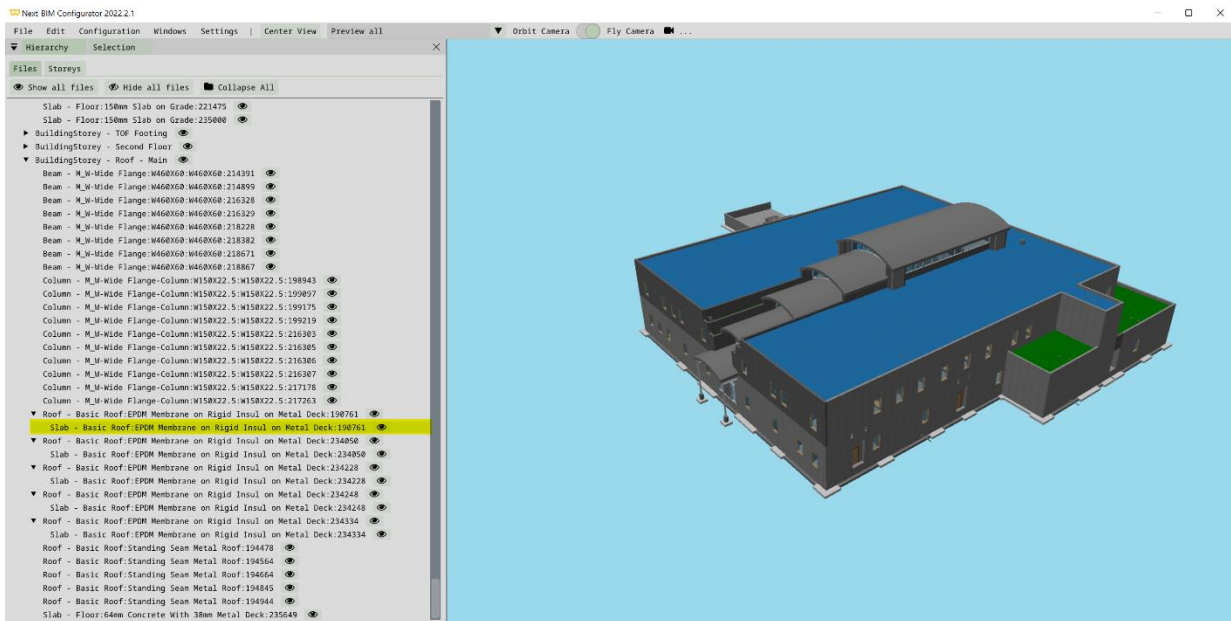 Next BIM Configurator 2022.2.1
File Edit Configuration Windows Settings | Center View Preview all Orbit Camera Fly Camera ...
Hierarchy Selection
Files Storeys
Show all files Hide all files Collapse All
Slab - Floor:150mm Slab on Grade:221475
Slab - Floor:150mm Slab on Grade:235000
BuildingStorey - TOF Footing
BuildingStorey - Second Floor
BuildingStorey - Roof - Main
Beam - M_W-Wide Flange:W460X60:W460X60:214391
Beam - M_W-Wide Flange:W460X60:W460X60:214899
Beam - M_W-Wide Flange:W460X60:W460X60:216328
Beam - M_W-Wide Flange:W460X60:W460X60:216329
Beam - M_W-Wide Flange:W460X60:W460X60:218228
Beam - M_W-Wide Flange:W460X60:W460X60:218382
Beam - M_W-Wide Flange:W460X60:W460X60:218671
Beam - M_W-Wide Flange:W460X60:W460X60:218867
Column - M_W-Wide Flange-Column:W150X22.5:W150X22.5:198943
Column - M_W-Wide Flange-Column:W150X22.5:W150X22.5:199097
Column - M_W-Wide Flange-Column:W150X22.5:W150X22.5:199175
Column - M_W-Wide Flange-Column:W150X22.5:W150X22.5:199219
Column - M_W-Wide Flange-Column:W150X22.5:W150X22.5:216303
Column - M_W-Wide Flange-Column:W150X22.5:W150X22.5:216305
Column - M_W-Wide Flange-Column:W150X22.5:W150X22.5:216306
Column - M_W-Wide Flange-Column:W150X22.5:W150X22.5:216307
Column - M_W-Wide Flange-Column:W150X22.5:W150X22.5:217178
Column - M_W-Wide Flange-Column:W150X22.5:W150X22.5:217263
Roof - Basic Roof:EPDM Membrane on Rigid Insul on Metal Deck:190761
Slab - Basic Roof:EPDM Membrane on Rigid Insul on Metal Deck:190761
Roof - Basic Roof:EPDM Membrane on Rigid Insul on Metal Deck:234050
Slab - Basic Roof:EPDM Membrane on Rigid Insul on Metal Deck:234050
Roof - Basic Roof:EPDM Membrane on Rigid Insul on Metal Deck:234228
Slab - Basic Roof:EPDM Membrane on Rigid Insul on Metal Deck:234228
Roof - Basic Roof:EPDM Membrane on Rigid Insul on Metal Deck:234248
Slab - Basic Roof:EPDM Membrane on Rigid Insul on Metal Deck:234248
Roof - Basic Roof:EPDM Membrane on Rigid Insul on Metal Deck:234334
Slab - Basic Roof:EPDM Membrane on Rigid Insul on Metal Deck:234334
Roof - Basic Roof:Standing Seam Metal Roof:194478
Roof - Basic Roof:Standing Seam Metal Roof:194564
Roof - Basic Roof:Standing Seam Metal Roof:194664
Roof - Basic Roof:Standing Seam Metal Roof:194845
Roof - Basic Roof:Standing Seam Metal Roof:194944
Slab - Floor:64mm Concrete With 38mm Metal Deck:235649